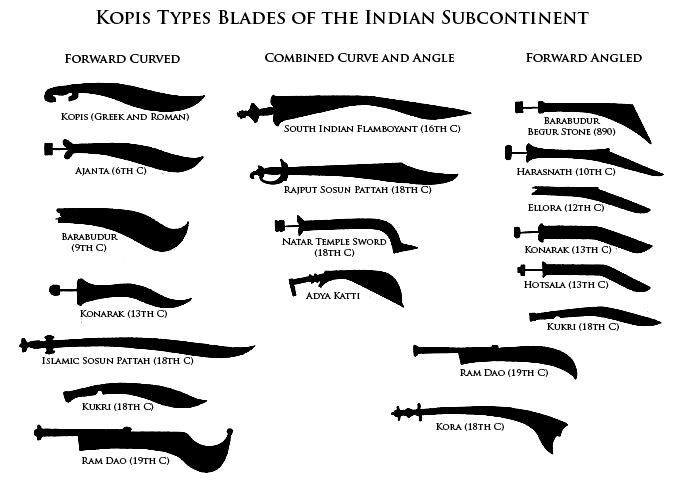 Kopis Types Blades of the Indian Subcontinent
Forward Curved
Kopis (Greek and Roman)
Ajanta (6th C)
Barabudur
(9th C)
Konarak (13th C)
Islamic Sosun Pattah (18th C)
Kukri (18th C)
Ram Dao (19th C)
Combined Curve and Angle
South Indian Flamboyant (16th C)
Rajput Sosun Pattah (18th C)
Natar Temple Sword
(18th C)
Adya Katti
Forward Angled
Barabudur
Begur Stone (890)
Harasnath (10th C)
Ellora (12th C)
Konarak (13th C)
Hotsala (13th C)
Kukri (18th C)
Ram Dao (19th C)
Kora (18th C)